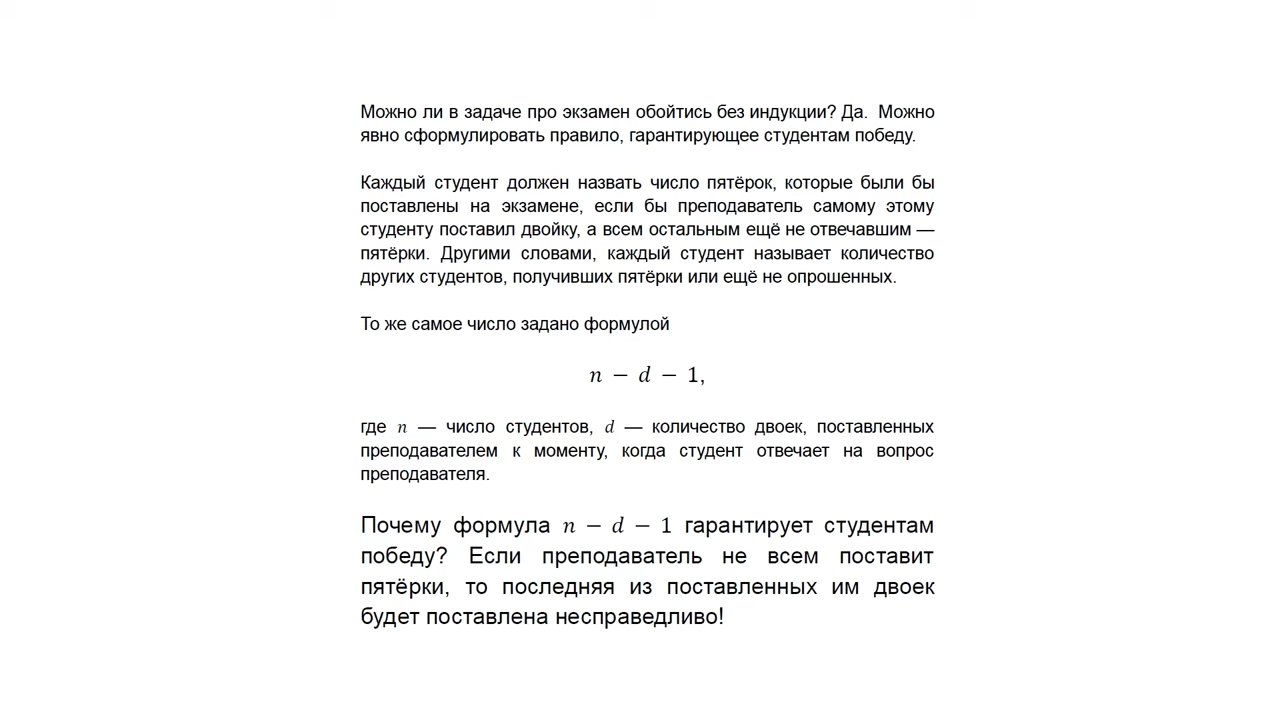 Можно ли в задаче про экзамен обойтись без индукции? Да. Можно
явно сформулировать правило, гарантирующее студентам победу.
Каждый студент должен назвать число пятёрок, которые были бы
поставлены на экзамене, если бы преподаватель самому этому
студенту поставил двойку, а всем остальным ещё не отвечавшим —
пятёрки. Другими словами, каждый студент называет количество
других студентов, получивших пятёрки или ещё не опрошенных.
То же самое число задано формулой
n − d − 1,
где n — число студентов, d — количество двоек, поставленных
преподавателем к моменту, когда студент отвечает на вопрос
преподавателя.
Почему формула n − d − 1 гарантирует студентам
победу? Если преподаватель не всем поставит
пятёрки, то последняя из поставленных им двоек
будет поставлена несправедливо!